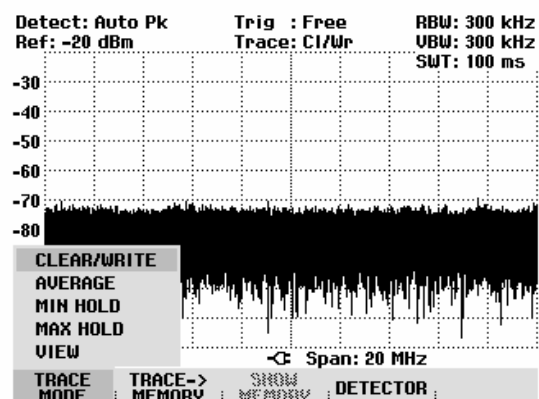 Detect: Auto Pk Trig : Free RBW: 300 kHz
Ref: -20 dBm Trace: Cl/Wr VBW: 300 kHz
SWT: 100 ms
-30
-40
-50
-60
-70
-80
CLEAR/WRITE
AVERAGE
MIN HOLD
MAX HOLD
VIEW
Span: 20 MHz
TRACE MODE
TRACE-> MEMORY
SHOW MEMORY
DETECTOR